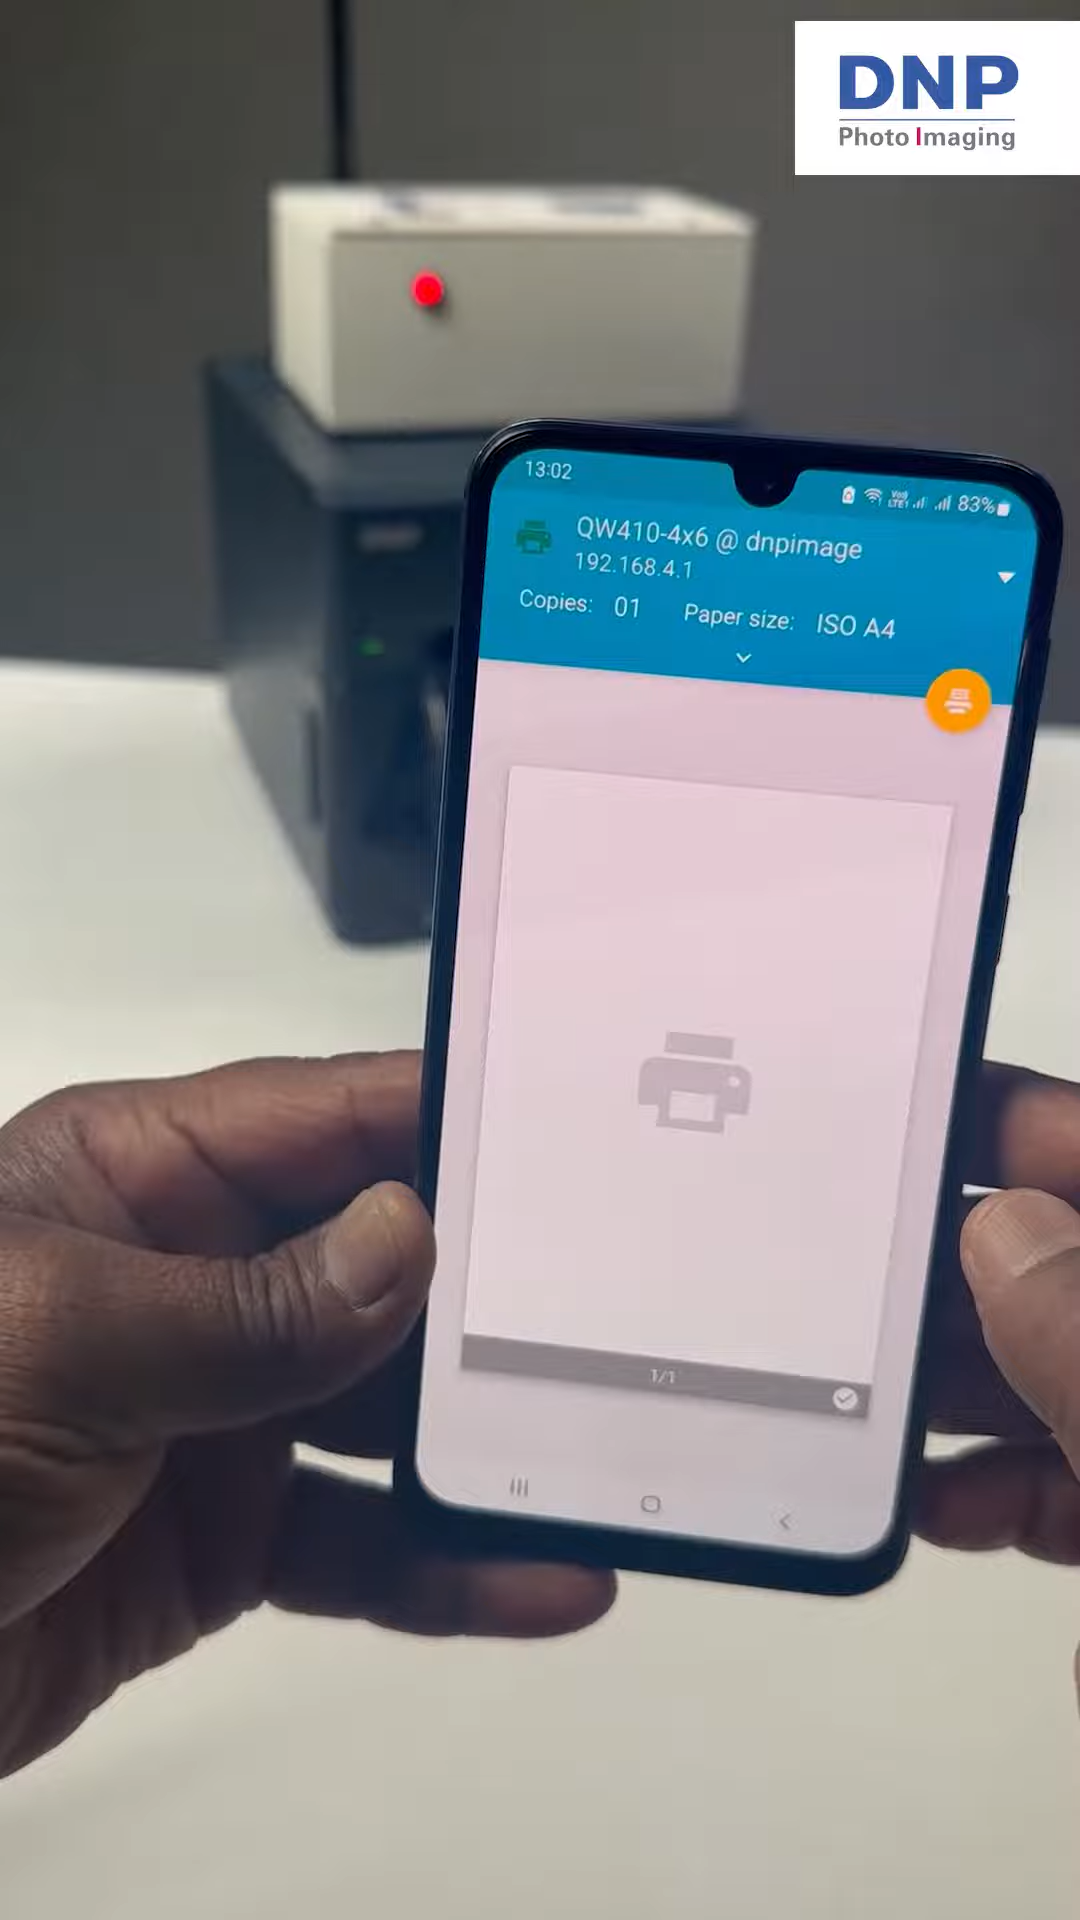 DNP
Photo Imaging
13:02
83%
QW410-4x6 @ dnpimage
192.168.4.1
Copies: 01 Paper size: ISO A4
1/1